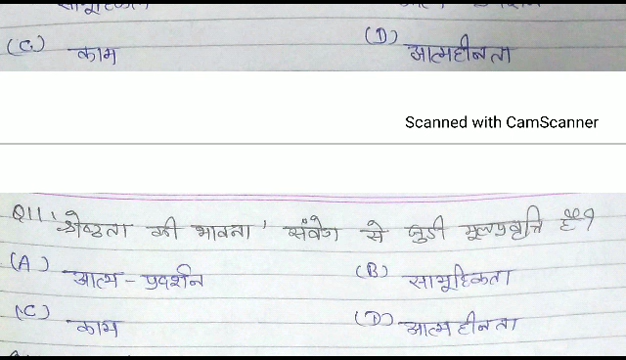 (C) काम (D) आत्महीनता
Scanned with CamScanner
Q11 'श्रेष्ठता की भावना' संवेग से जुडी मूलप्रवृत्ति है?
(A) आत्म-प्रदर्शन (B) सामूहिकता
(C) काम (D) आत्महीनता